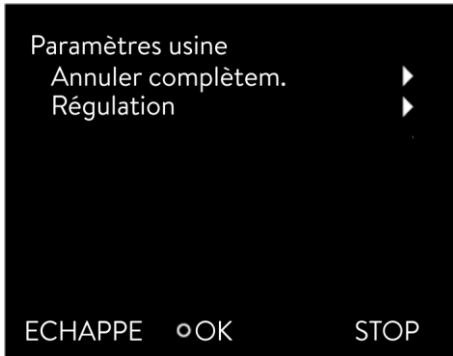 Paramètres usine
Annuler complètem.
Régulation
ECHAPPE OK STOP